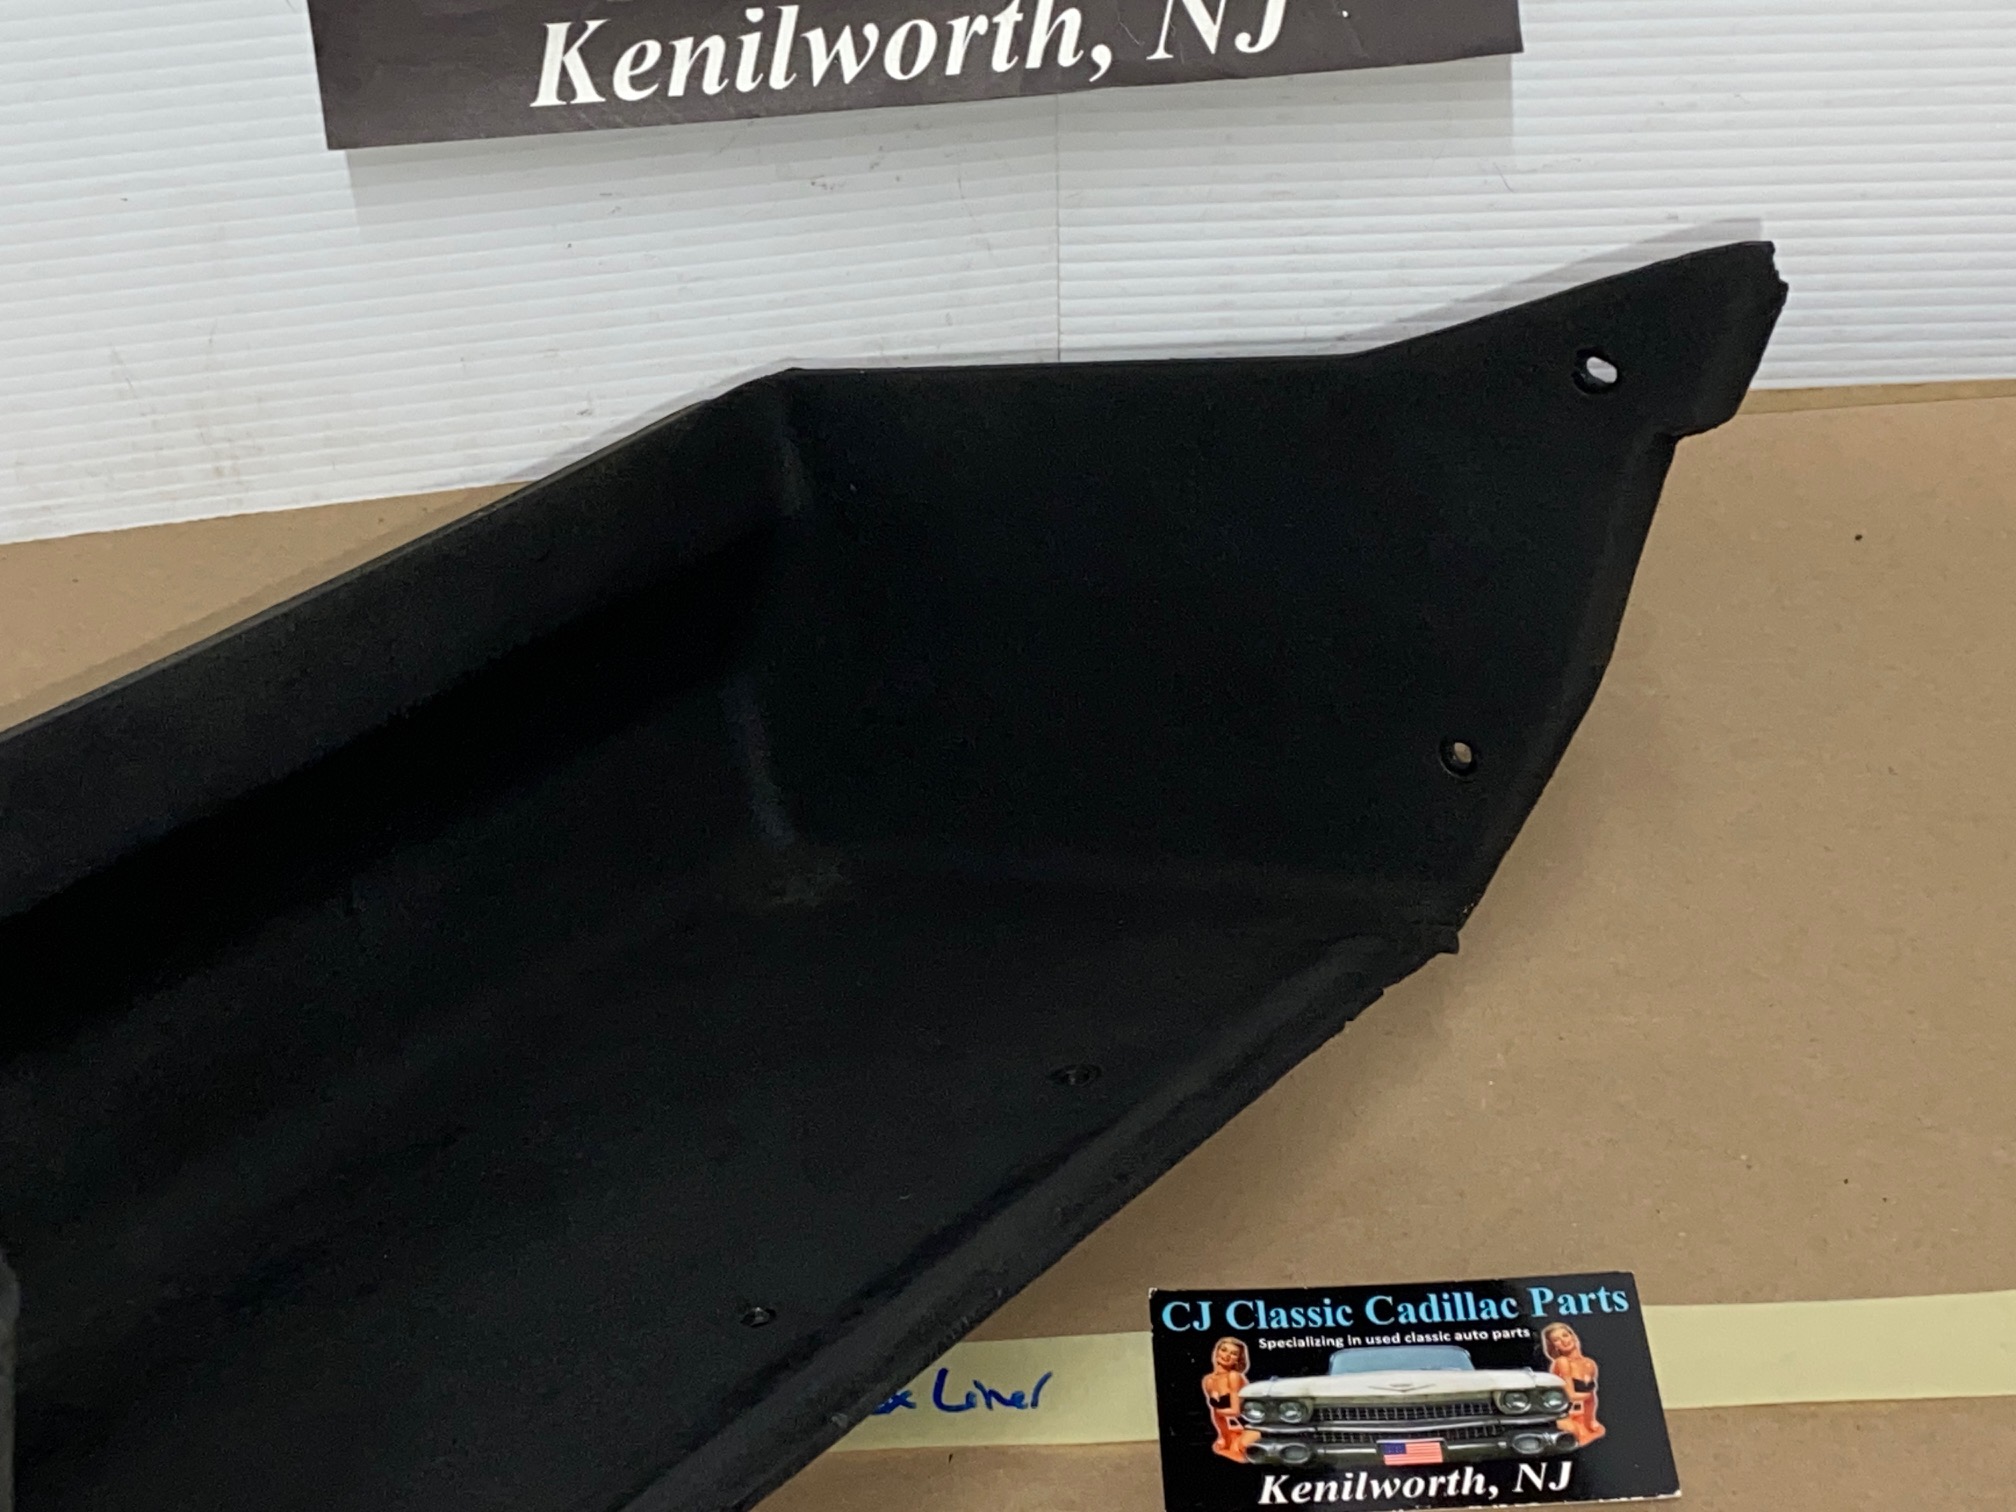 Kenilworth, NJ
Liner
CJ Classic Cadillac Parts
Specializing in used classic auto parts
Kenilworth, NJ